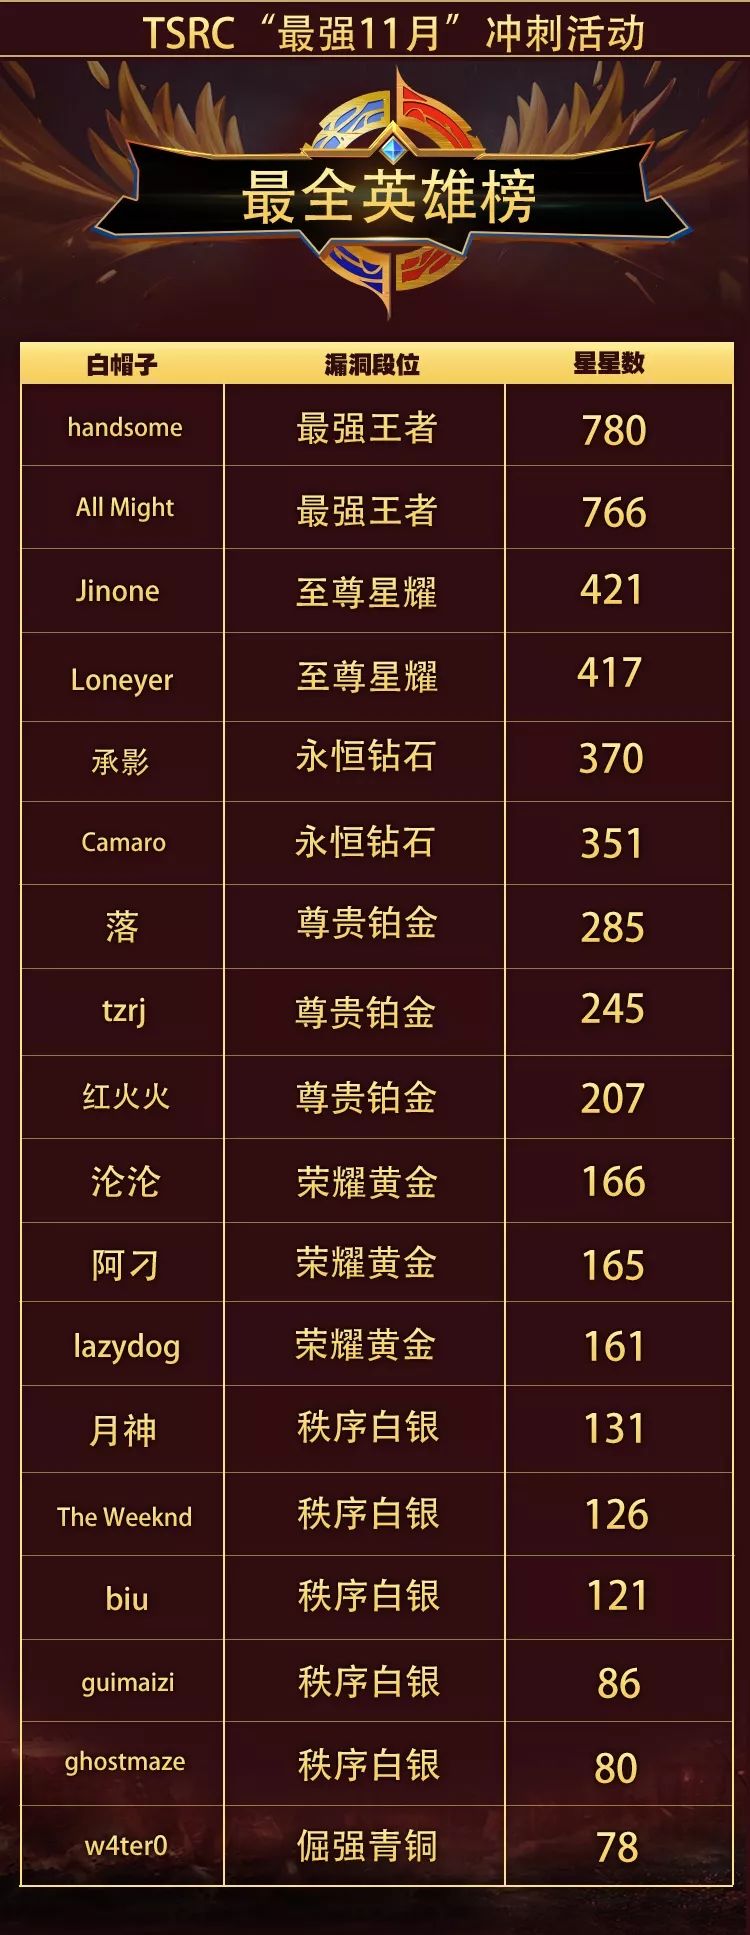 TSRC“最强11月”冲刺活动
最全英雄榜
白帽子 漏洞段位 星星数
handsome 最强王者 780
All Might 最强王者 766
Jinone 至尊星耀 421
Loneyer 至尊星耀 417
承影 永恒钻石 370
Camaro 永恒钻石 351
落 尊贵铂金 285
tzrj 尊贵铂金 245
红火火 尊贵铂金 207
沦沦 荣耀黄金 166
阿刁 荣耀黄金 165
lazydog 荣耀黄金 161
月神 秩序白银 131
The Weeknd 秩序白银 126
biu 秩序白银 121
guimaizi 秩序白银 86
ghostmaze 秩序白银 80
w4ter0 倔强青铜 78